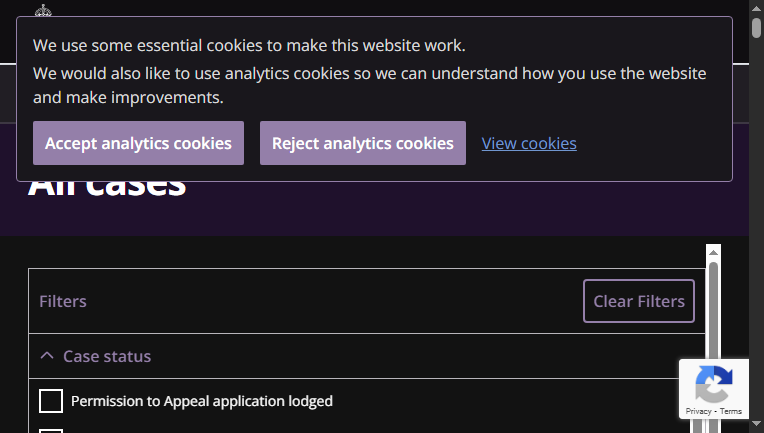 We use some essential cookies to make this website work.
We would also like to use analytics cookies so we can understand how you use the website
and make improvements.
Accept analytics cookies
Reject analytics cookies
View cookies
All cases
Filters
Clear Filters
Case status
Permission to Appeal application lodged
Privacy - Terms